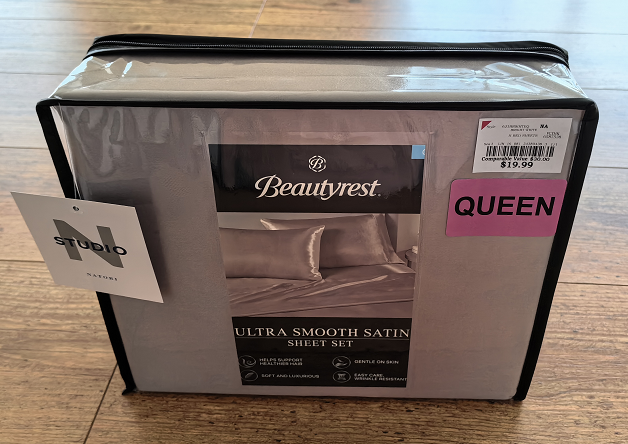 Beautyrest
ULTRA SMOOTH SATIN
SHEET SET
HELPS SUPPORT
HEALTHIER HAIR
GENTLE ON SKIN
SOFT AND LUXURIOUS
EASY CARE,
WRINKLE RESISTANT
N
STUDIO
NATORI
NA
Comparable Value $30.00
$19.99
QUEEN